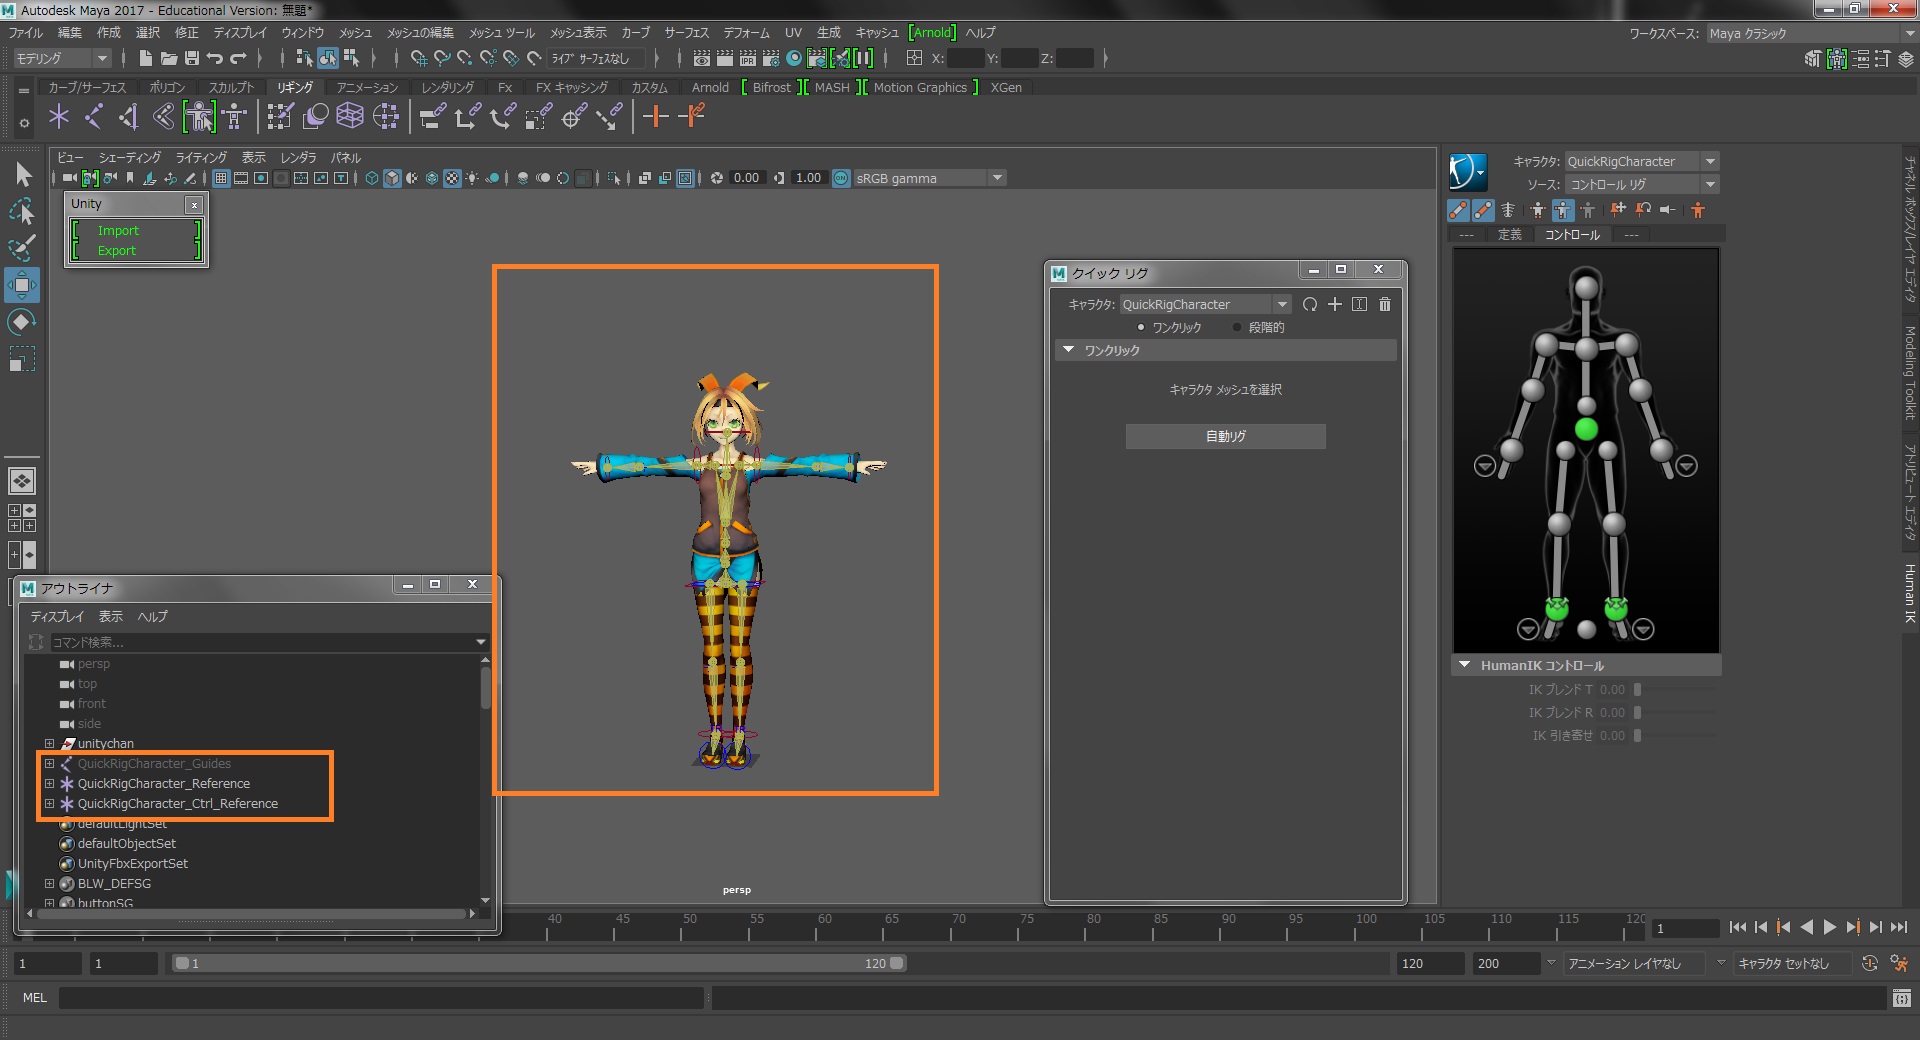 Autodesk Maya 2017 - Educational Version: 無題*
ファイル 編集 作成 選択 修正 ディスプレイ ウィンドウ メッシュ メッシュの編集 メッシュ ツール メッシュ表示 カーブ サーフェス デフォーム UV 生成 キャッシュ [Arnold] ヘルプ
ワークスペース: Maya クラシック
モデリング
ライブ サーフェスなし
IPR
X: Y: Z:
カーブ/サーフェス ポリゴン スカルプト リギング アニメーション レンダリング Fx FX キャッシング カスタム Arnold [ Bifrost ] [ MASH ] [ Motion Graphics ] XGen
ビュー シェーディング ライティング 表示 レンダラ パネル
0.00 1.00 ON sRGB gamma
Unity x
Import
Export
クイック リグ
キャラクタ: QuickRigCharacter
ワンクリック 段階的
ワンクリック
キャラクタ メッシュを選択
自動リグ
キャラクタ: QuickRigCharacter
ソース: コントロール リグ
--- 定義 コントロール ---
HumanIK コントロール
IK ブレンド T 0.00
IK ブレンド R 0.00
IK 引き寄せ 0.00
チャネル ボックス/レイヤ エディタ
Modeling Toolkit
アトリビュート エディタ
Human IK
アウトライナ
ディスプレイ 表示 ヘルプ
コマンド検索...
persp
top
front
side
unitychan
QuickRigCharacter_Guides
QuickRigCharacter_Reference
QuickRigCharacter_Ctrl_Reference
defaultLightSet
defaultObjectSet
UnityFbxExportSet
BLW_DEFSG
buttonSG
persp
40 45 50 55 60 65 70 75 80 85 90 95 100 105 110 115 120
1
1 1 1 120 120 200 アニメーション レイヤなし キャラクタ セットなし
MEL